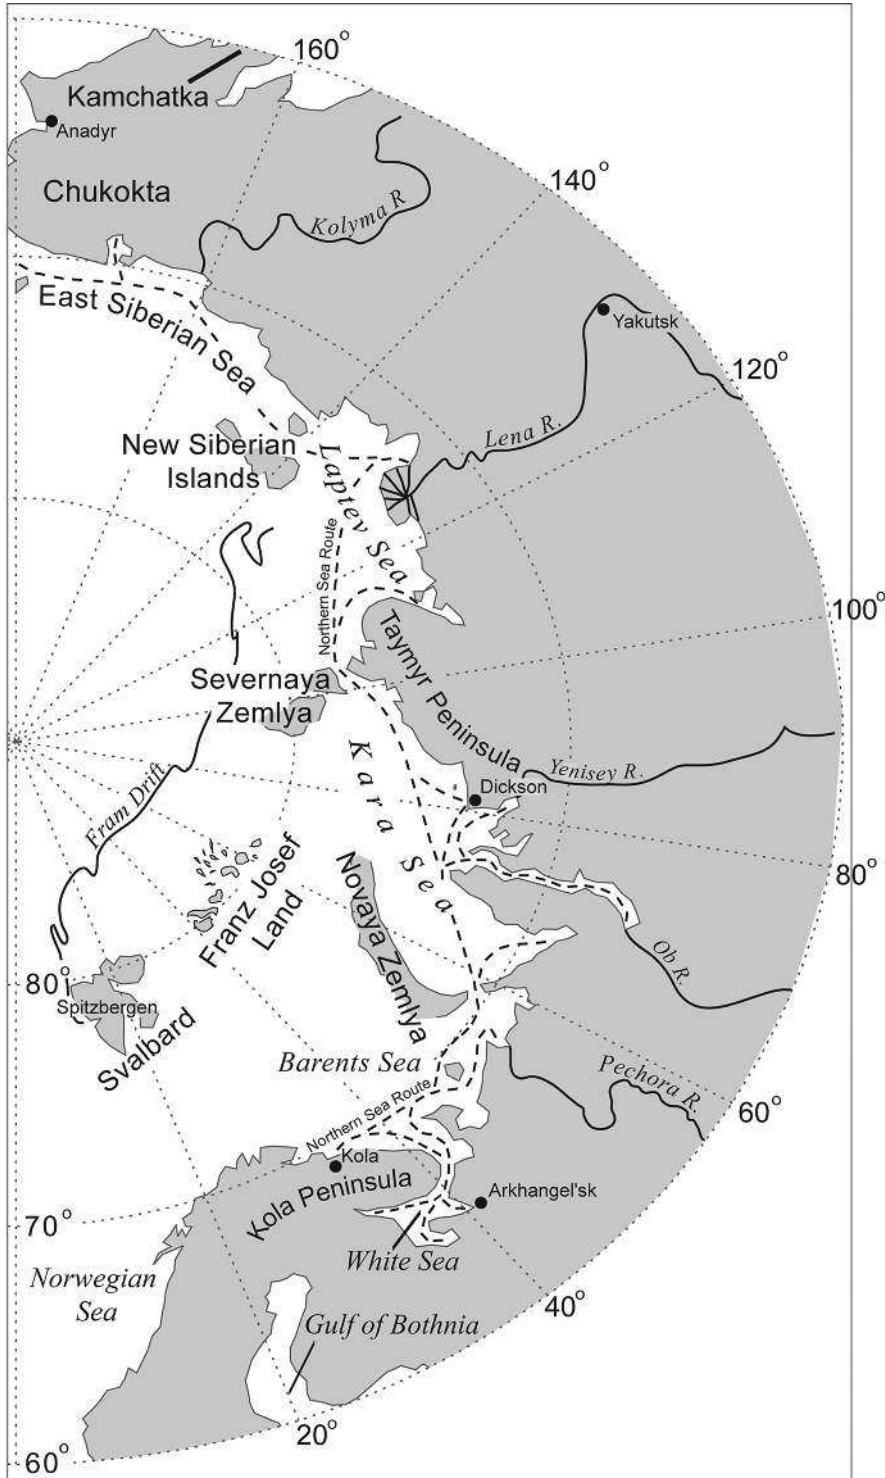 160°
Kamchatka
Anadyr
140°
Chukokta
Kolyma R
East Siberian Sea
Yakutsk
120°
New Siberian
Islands
Lena R.
Laptev Sea
Northern Sea Route
100°
Taymyr Peninsula
Severnaya
Zemlya
Kara Sea
Yenisey R.
Dickson
Fram Drift
80°
Franz Josef
Land
Novaya Zemlya
Ob R.
80°
Spitzbergen
Svalbard
Barents Sea
Pechora R.
60°
Northern Sea Route
Kola
Kola Peninsula
Arkhangel'sk
70°
White Sea
Norwegian
Sea
40°
Gulf of Bothnia
20°
60°